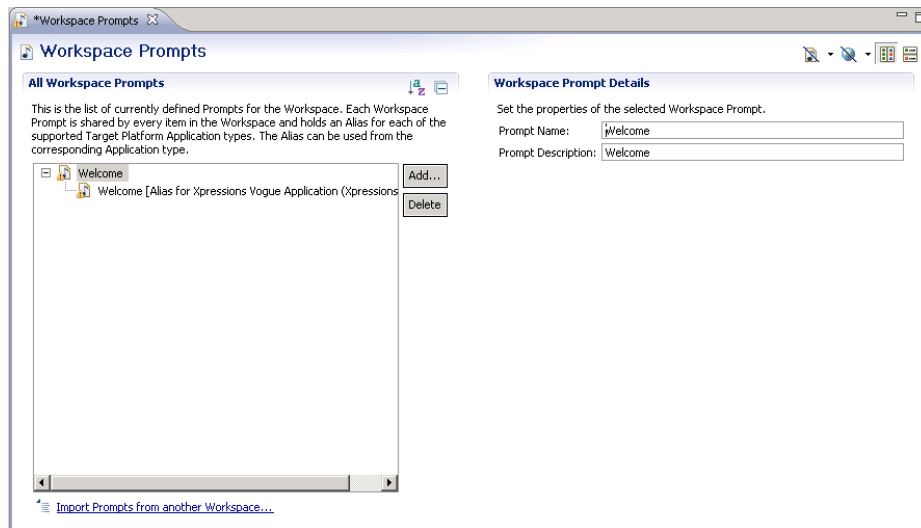 *Workspace Prompts
Workspace Prompts
All Workspace Prompts
This is the list of currently defined Prompts for the Workspace. Each Workspace
Prompt is shared by every item in the Workspace and holds an Alias for each of the
supported Target Platform Application types. The Alias can be used from the
corresponding Application type.
Welcome
Welcome [Alias for Xpressions Vogue Application (Xpressions
Add...
Delete
Import Prompts from another Workspace...
Workspace Prompt Details
Set the properties of the selected Workspace Prompt.
Prompt Name: Welcome
Prompt Description: Welcome